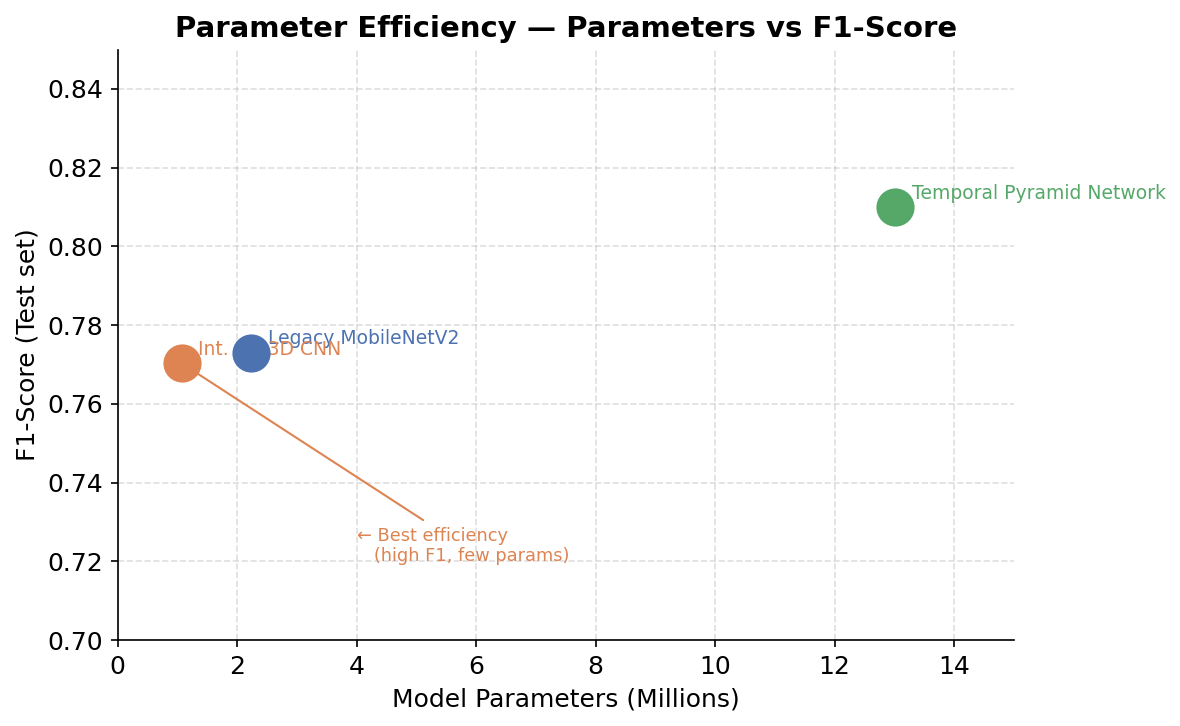 Parameter Efficiency — Parameters vs F1-Score
F1-Score (Test set)
0.84
0.82
0.80
0.78
0.76
0.74
0.72
0.70
Temporal Pyramid Network
Legacy MobileNetV2
Int. 3D CNN
← Best efficiency
(high F1, few params)
0 2 4 6 8 10 12 14
Model Parameters (Millions)